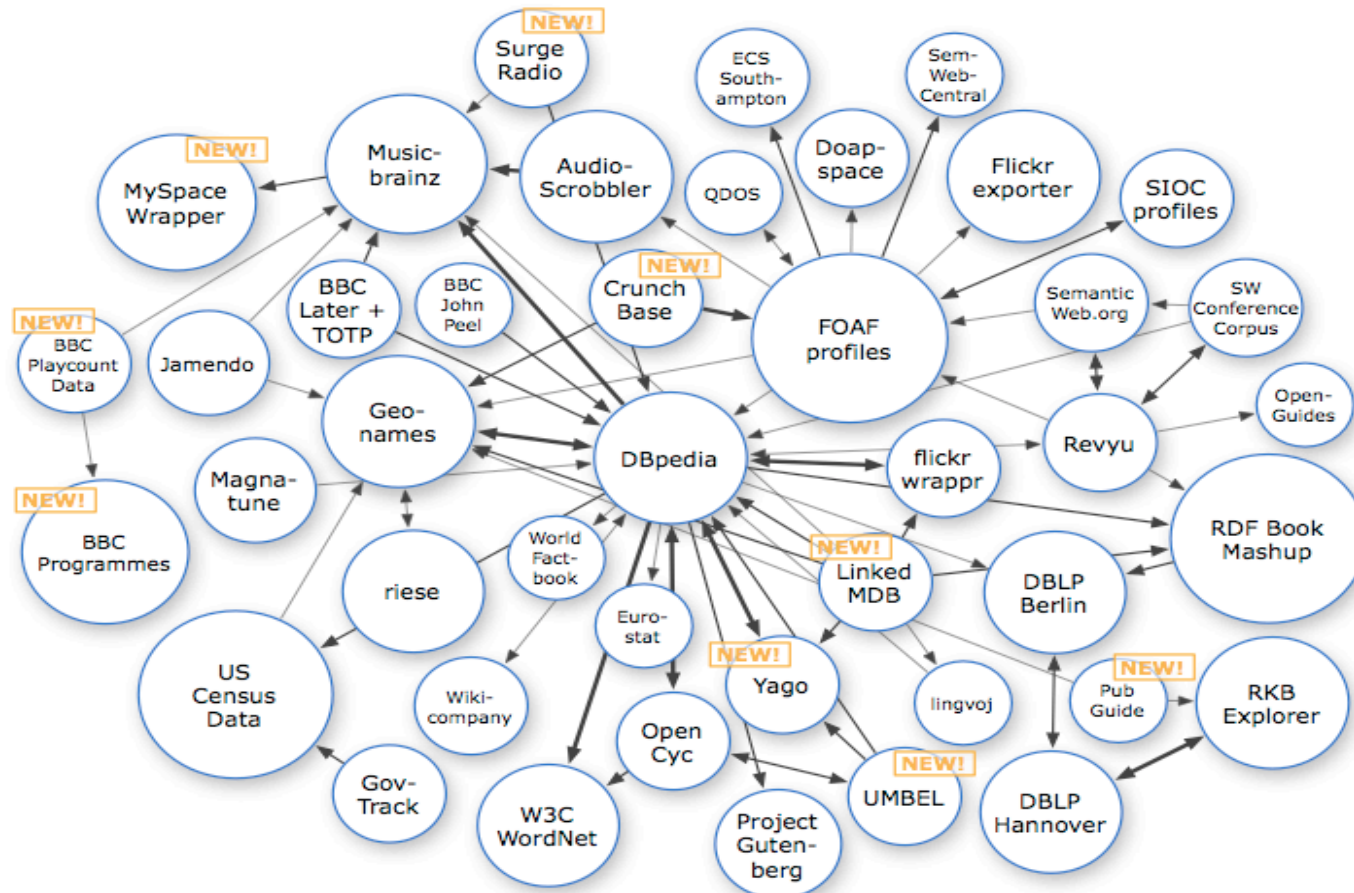 NEW!
Surge
Radio
ECS
South-
ampton
Sem-
Web-
Central
Music-
brainz
NEW!
MySpace
Wrapper
Audio-
Scrobbler
QDOS
Doap-
space
Flickr
exporter
SIOC
profiles
NEW!
BBC
Playcount
Data
Jamendo
BBC
Later +
TOTP
BBC
John
Peel
NEW!
Crunch
Base
FOAF
profiles
Semantic
Web.org
SW
Conference
Corpus
Geo-
names
DBpedia
flickr
wrappr
Revyu
Open-
Guides
Magna-
tune
NEW!
BBC
Programmes
riese
World
Fact-
book
NEW!
Linked
MDB
DBLP
Berlin
RDF Book
Mashup
US
Census
Data
Euro-
stat
Wiki-
company
NEW!
Yago
lingvoj
NEW!
Pub
Guide
RKB
Explorer
Gov-
Track
W3C
WordNet
Open
Cyc
Project
Guten-
berg
NEW!
UMBEL
DBLP
Hannover